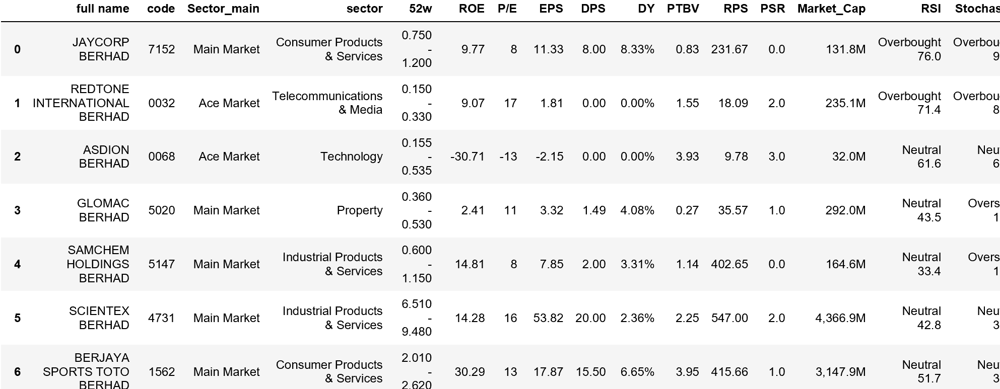 full name code Sector_main sector 52w ROE P/E EPS DPS DY PTBV RPS PSR Market_Cap RSI Stochas
0 JAYCORP BERHAD 7152 Main Market Consumer Products & Services 0.750 - 1.200 9.77 8 11.33 8.00 8.33% 0.83 231.67 0.0 131.8M Overbought 76.0 Overbou 9
1 REDTONE INTERNATIONAL BERHAD 0032 Ace Market Telecommunications & Media 0.150 - 0.330 9.07 17 1.81 0.00 0.00% 1.55 18.09 2.0 235.1M Overbought 71.4 Overbou 8
2 ASDION BERHAD 0068 Ace Market Technology 0.155 - 0.535 -30.71 -13 -2.15 0.00 0.00% 3.93 9.78 3.0 32.0M Neutral 61.6 Neu 6
3 GLOMAC BERHAD 5020 Main Market Property 0.360 - 0.530 2.41 11 3.32 1.49 4.08% 0.27 35.57 1.0 292.0M Neutral 43.5 Overs 1
4 SAMCHEM HOLDINGS BERHAD 5147 Main Market Industrial Products & Services 0.600 - 1.150 14.81 8 7.85 2.00 3.31% 1.14 402.65 0.0 164.6M Neutral 33.4 Overs 1
5 SCIENTEX BERHAD 4731 Main Market Industrial Products & Services 6.510 - 9.480 14.28 16 53.82 20.00 2.36% 2.25 547.00 2.0 4,366.9M Neutral 42.8 Neu 3
6 BERJAYA SPORTS TOTO BERHAD 1562 Main Market Consumer Products & Services 2.010 - 2.620 30.29 13 17.87 15.50 6.65% 3.95 415.66 1.0 3,147.9M Neutral 51.7 Neu 3